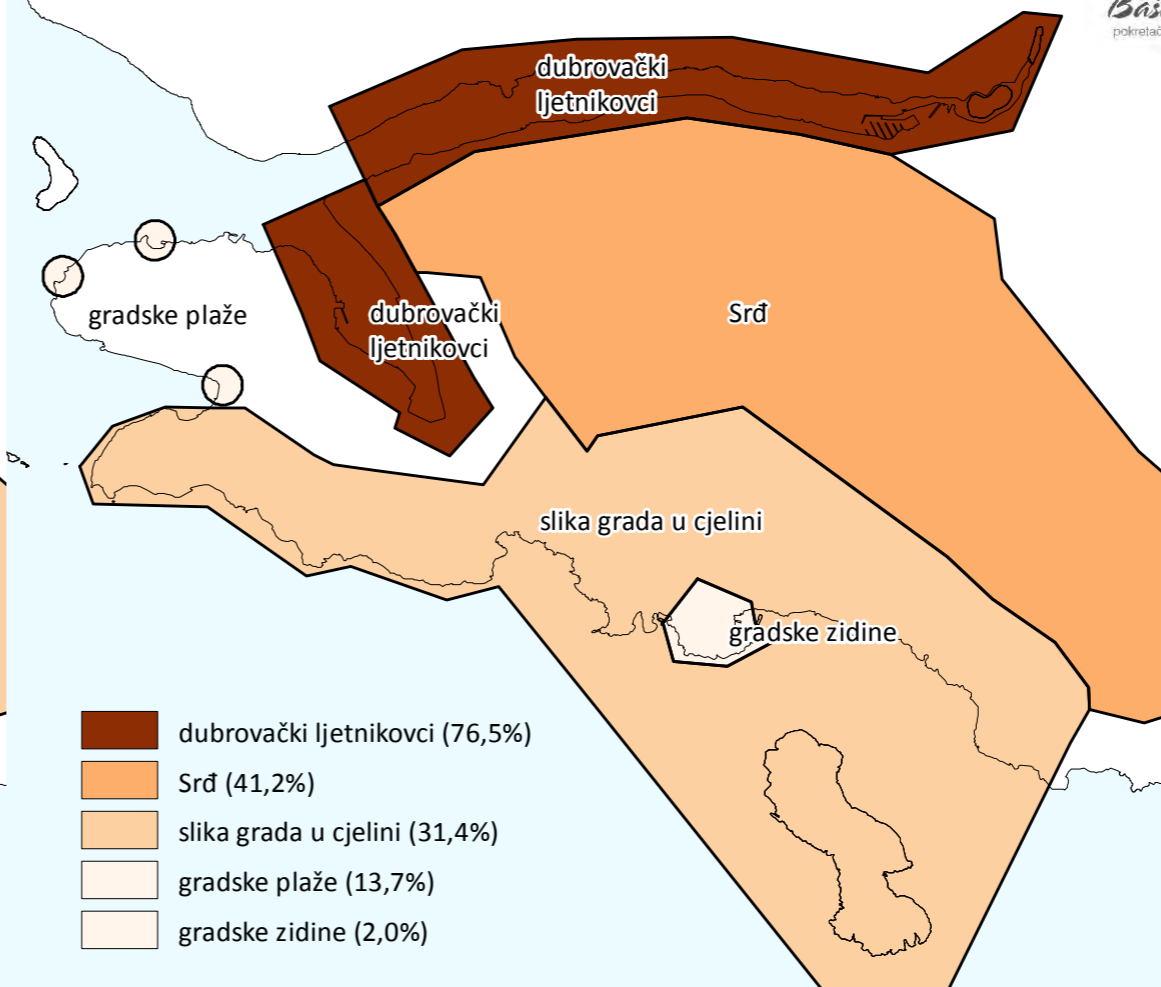 pokretač
dubrovački
ljetnikovci
gradske plaže
dubrovački
ljetnikovci
Srđ
slika grada u cjelini
gradske zidine
dubrovački ljetnikovci (76,5%)
Srđ (41,2%)
slika grada u cjelini (31,4%)
gradske plaže (13,7%)
gradske zidine (2,0%)